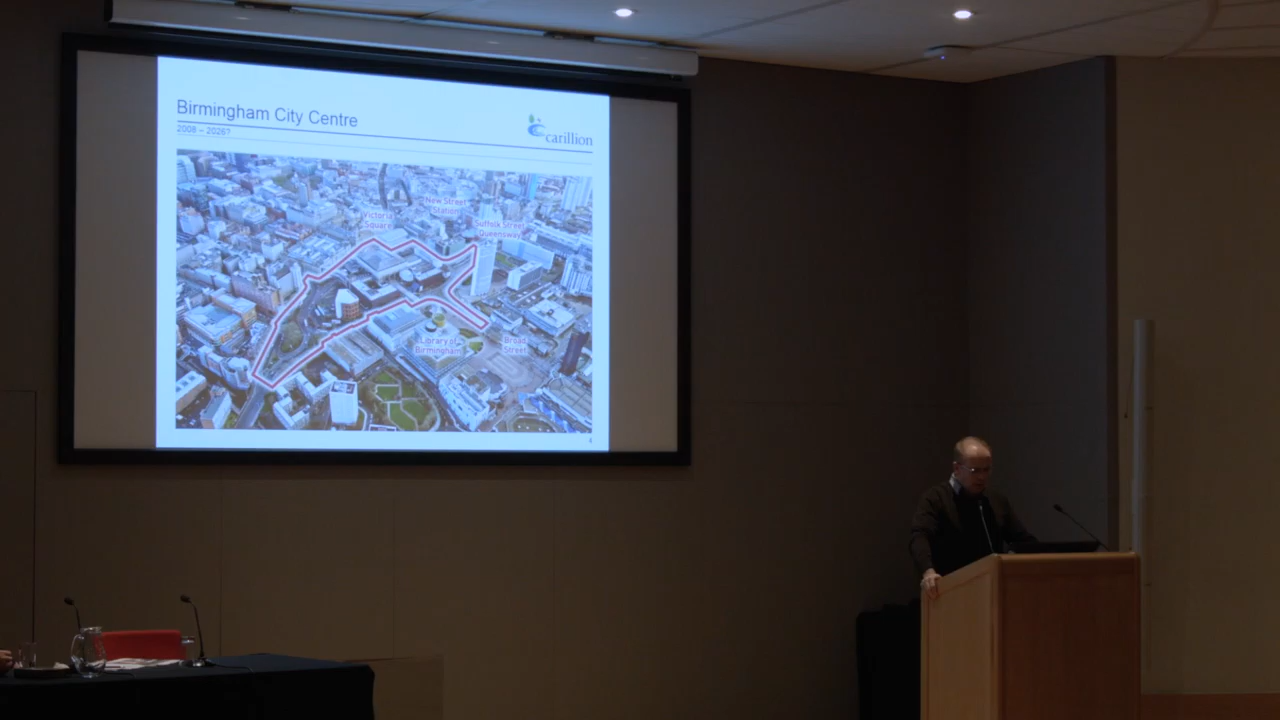 Birmingham City Centre
2008 – 2026?
carillion
New Street
Station
Victoria
Square
Suffolk Street
Queensway
Library of
Birmingham
Broad
Street